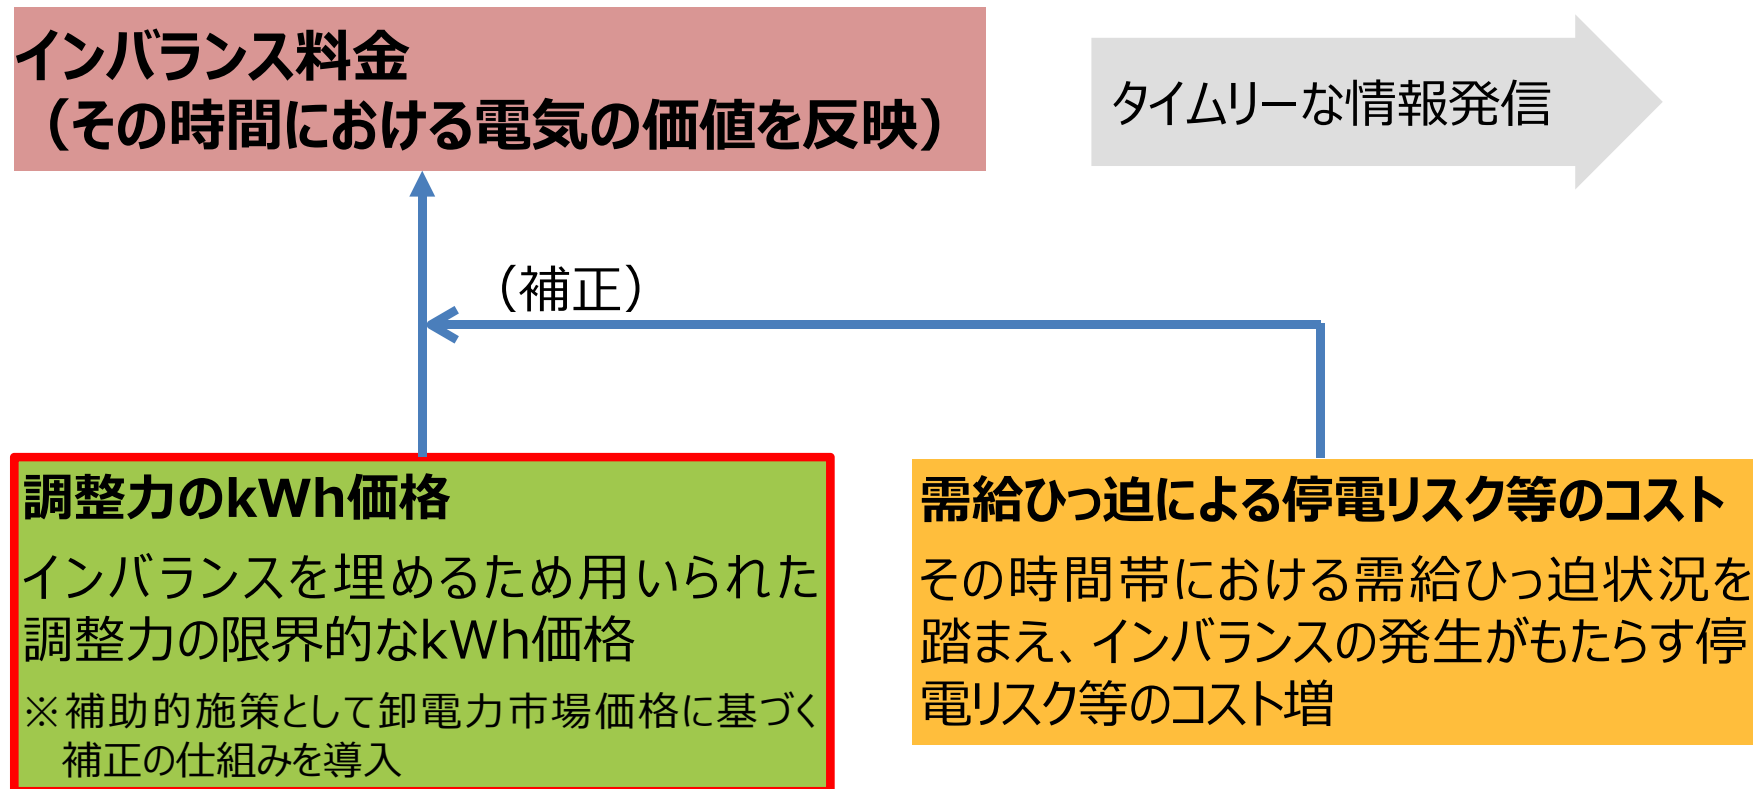 インバランス料金
（その時間における電気の価値を反映）
タイムリーな情報発信
（補正）
調整力のkWh価格
インバランスを埋めるため用いられた
調整力の限界的なkWh価格
※補助的施策として卸電力市場価格に基づく
補正の仕組みを導入
需給ひっ迫による停電リスク等のコスト
その時間帯における需給ひっ迫状況を
踏まえ、インバランスの発生がもたらす停
電リスク等のコスト増